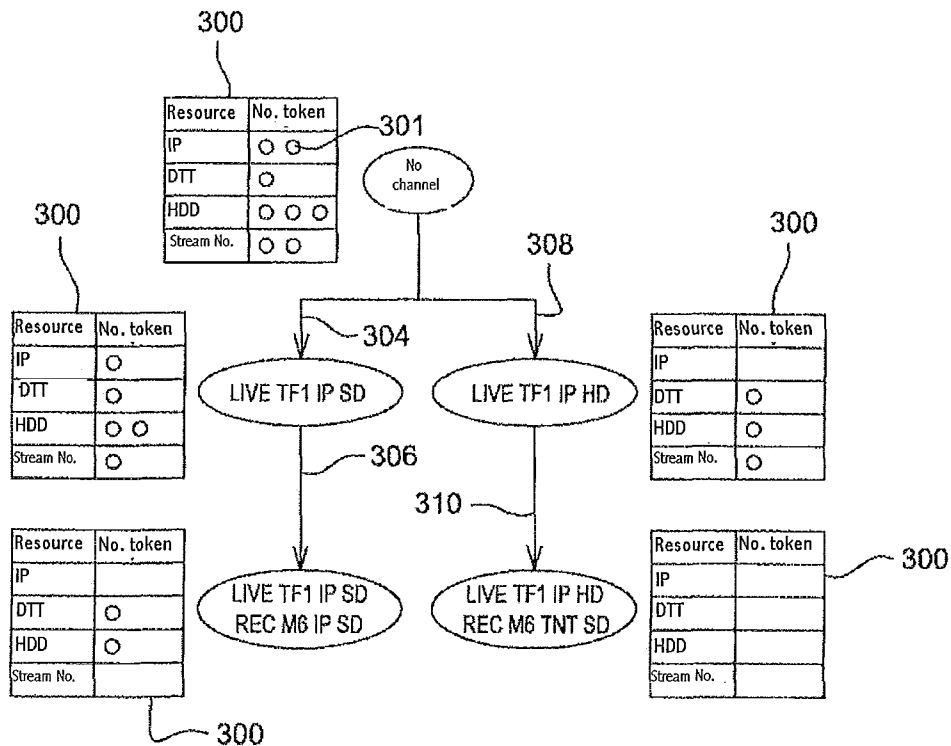 300
Resource No. token
IP
DTT
HDD
Stream No.
301
No
channel
300
Resource No. token
IP
DTT
HDD
Stream No.
304
308
300
Resource No. token
IP
DTT
HDD
Stream No.
LIVE TF1 IP SD
LIVE TF1 IP HD
306
310
Resource No. token
IP
DTT
HDD
Stream No.
300
LIVE TF1 IP SD
REC M6 IP SD
LIVE TF1 IP HD
REC M6 TNT SD
Resource No. token
IP
DTT
HDD
Stream No.
300